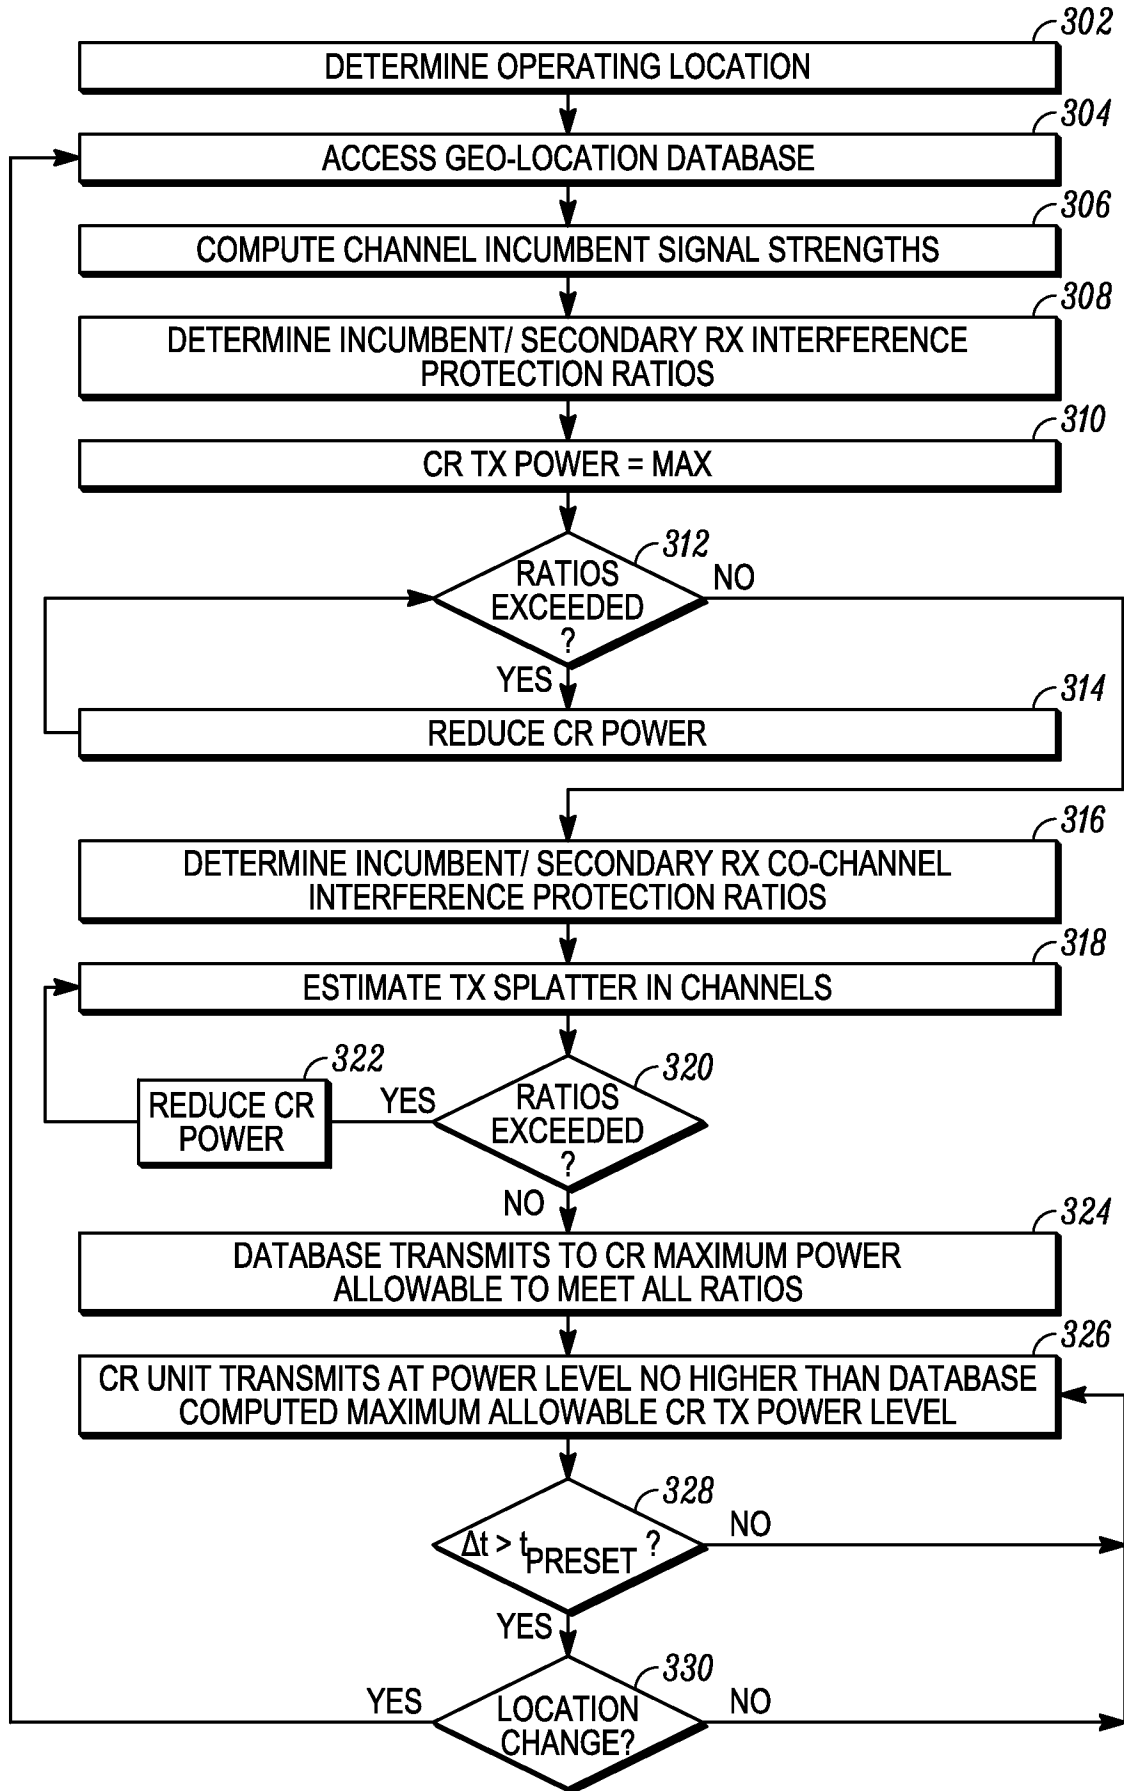 302
DETERMINE OPERATING LOCATION
304
ACCESS GEO-LOCATION DATABASE
306
COMPUTE CHANNEL INCUMBENT SIGNAL STRENGTHS
308
DETERMINE INCUMBENT/ SECONDARY RX INTERFERENCE
PROTECTION RATIOS
310
CR TX POWER = MAX
312
RATIOS
EXCEEDED
?
NO
YES
314
REDUCE CR POWER
316
DETERMINE INCUMBENT/ SECONDARY RX CO-CHANNEL
INTERFERENCE PROTECTION RATIOS
318
ESTIMATE TX SPLATTER IN CHANNELS
322
REDUCE CR
POWER
YES
320
RATIOS
EXCEEDED
?
NO
324
DATABASE TRANSMITS TO CR MAXIMUM POWER
ALLOWABLE TO MEET ALL RATIOS
326
CR UNIT TRANSMITS AT POWER LEVEL NO HIGHER THAN DATABASE
COMPUTED MAXIMUM ALLOWABLE CR TX POWER LEVEL
328
Δt > tPRESET ?
NO
YES
330
YES
LOCATION
CHANGE?
NO